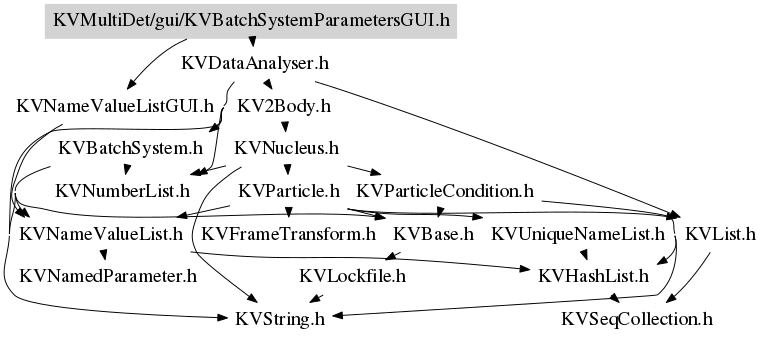 KVMultiDet/gui/KVBatchSystemParametersGUI.h
KVDataAnalyser.h
KVNameValueListGUI.h
KV2Body.h
KVBatchSystem.h
KVNucleus.h
KVNumberList.h
KVParticle.h
KVParticleCondition.h
KVNameValueList.h
KVFrameTransform.h
KVBase.h
KVUniqueNameList.h
KVList.h
KVNamedParameter.h
KVLockfile.h
KVHashList.h
KVString.h
KVSeqCollection.h